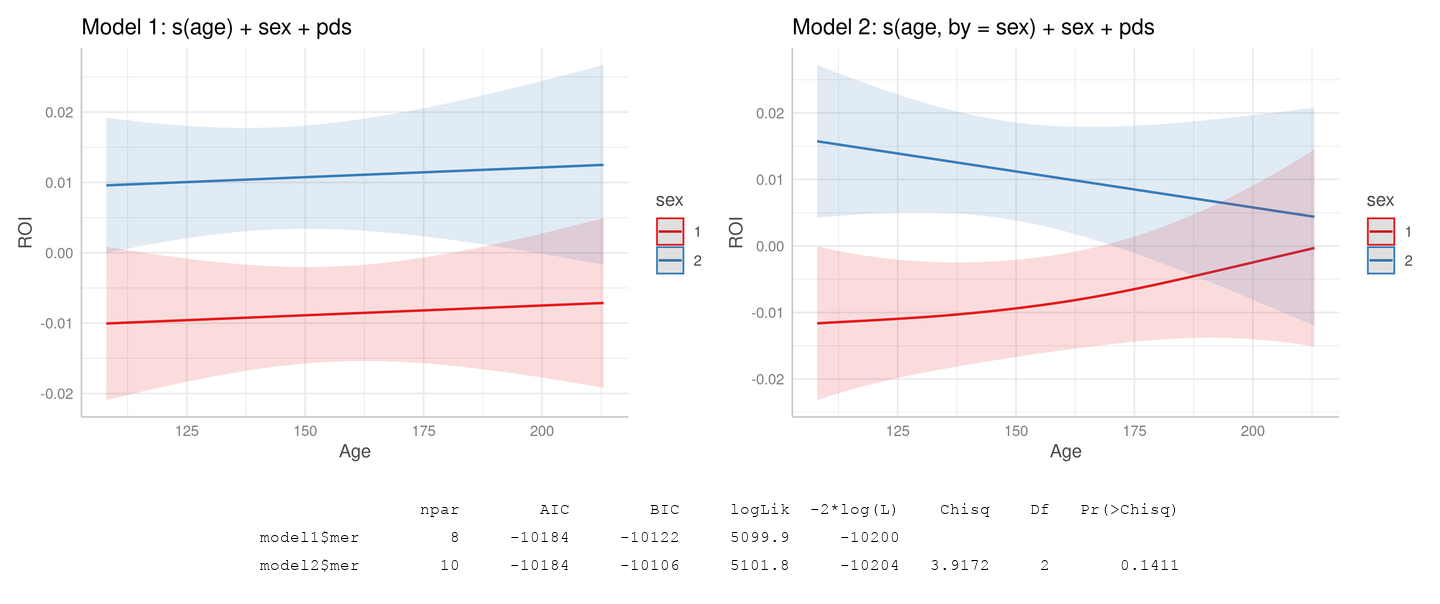 Model 1: s(age) + sex + pds
ROI
0.02
0.01
0.00
-0.01
-0.02
125 150 175 200
Age
sex
1
2
Model 2: s(age, by = sex) + sex + pds
ROI
0.02
0.01
0.00
-0.01
-0.02
125 150 175 200
Age
sex
1
2
npar AIC BIC logLik -2*log(L) Chisq Df Pr(>Chisq)
model1$mer 8 -10184 -10122 5099.9 -10200
model2$mer 10 -10184 -10106 5101.8 -10204 3.9172 2 0.1411